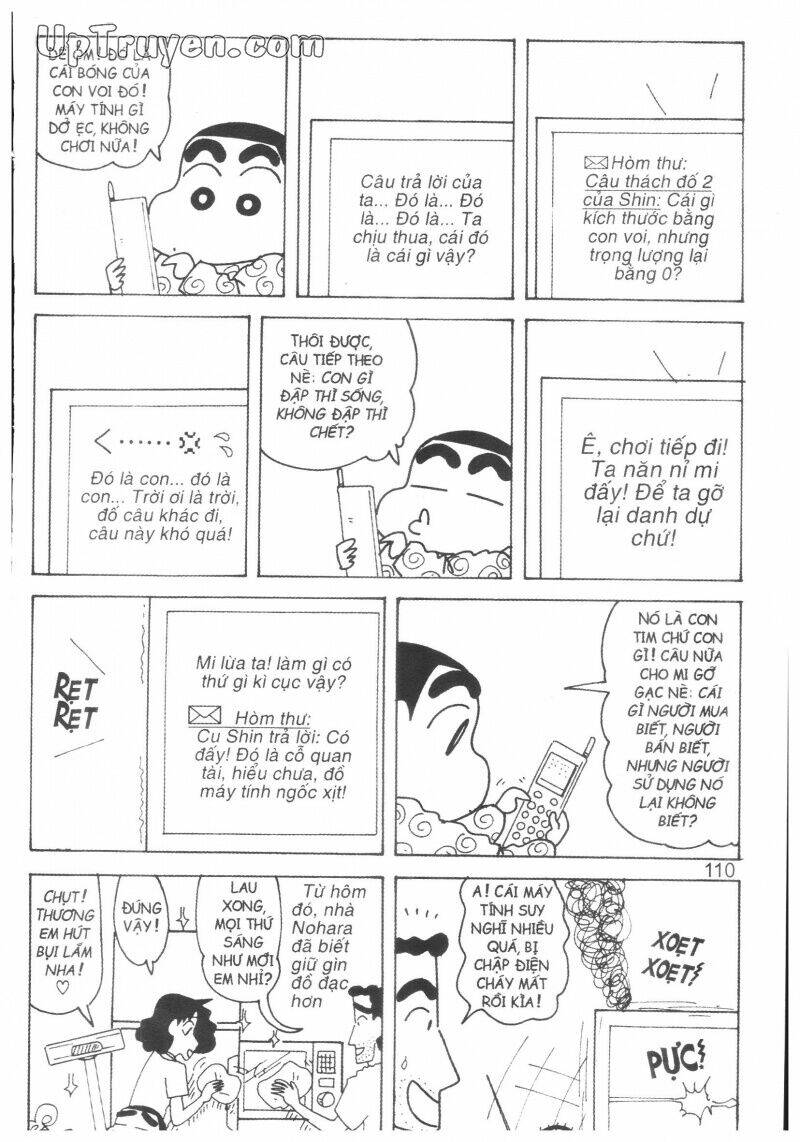 UpTruyen.com
Hòm thư:
Câu thách đố 2
của Shin: Cái gì
kích thước bằng
con voi, nhưng
trọng lượng lại
bằng 0?
Câu trả lời của
ta... Đó là... Đó
là... Đó là... Ta
chịu thua, cái đó
là cái gì vậy?
DỄ ĐÓ LÀ
CÁI BÓNG CỦA
CON VOI ĐÓ!
MÁY TÍNH GÌ
DỞ ẸC, KHÔNG
CHƠI NỮA!
Ê, chơi tiếp đi!
Ta năn nỉ mi
đấy! Để ta gỡ
lại danh dự
chứ!
THÔI ĐƯỢC,
CÂU TIẾP THEO
NÈ: CON GÌ
ĐẬP THÌ SỐNG,
KHÔNG ĐẬP THÌ
CHẾT?
Đó là con... đó là
con... Trời ơi là trời,
đố câu khác đi,
câu này khó quá!
NÓ LÀ CON
TIM CHỨ CON
GÌ! CÂU NỮA
CHO MI GỠ
GẠC NÈ: CÁI
GÌ NGƯỜI MUA
BIẾT, NGƯỜI
BÁN BIẾT,
NHƯNG NGƯỜI
SỬ DỤNG NÓ
LẠI KHÔNG
BIẾT?
Mi lừa ta! làm gì có
thứ gì kì cục vậy?
Hòm thư:
Cu Shin trả lời: Có
đấy! Đó là cỗ quan
tài, hiểu chưa, đồ
máy tính ngốc xịt!
RẸT
RẸT
110
XOẸT
XOẸT!
PỰC!
A! CÁI MÁY
TÍNH SUY
NGHĨ NHIỀU
QUÁ, BỊ
CHẬP ĐIỆN
CHÁY MẤT
RỒI KÌA!
Từ hôm
đó, nhà
Nohara
đã biết
giữ gìn
đồ đạc
hơn
LAU
XONG,
MỌI THỨ
SÁNG
NHƯ MỚI
EM NHỈ?
ĐÚNG
VẬY!
CHỤT!
THƯƠNG
EM HÚT
BỤI LẮM
NHA!
♡